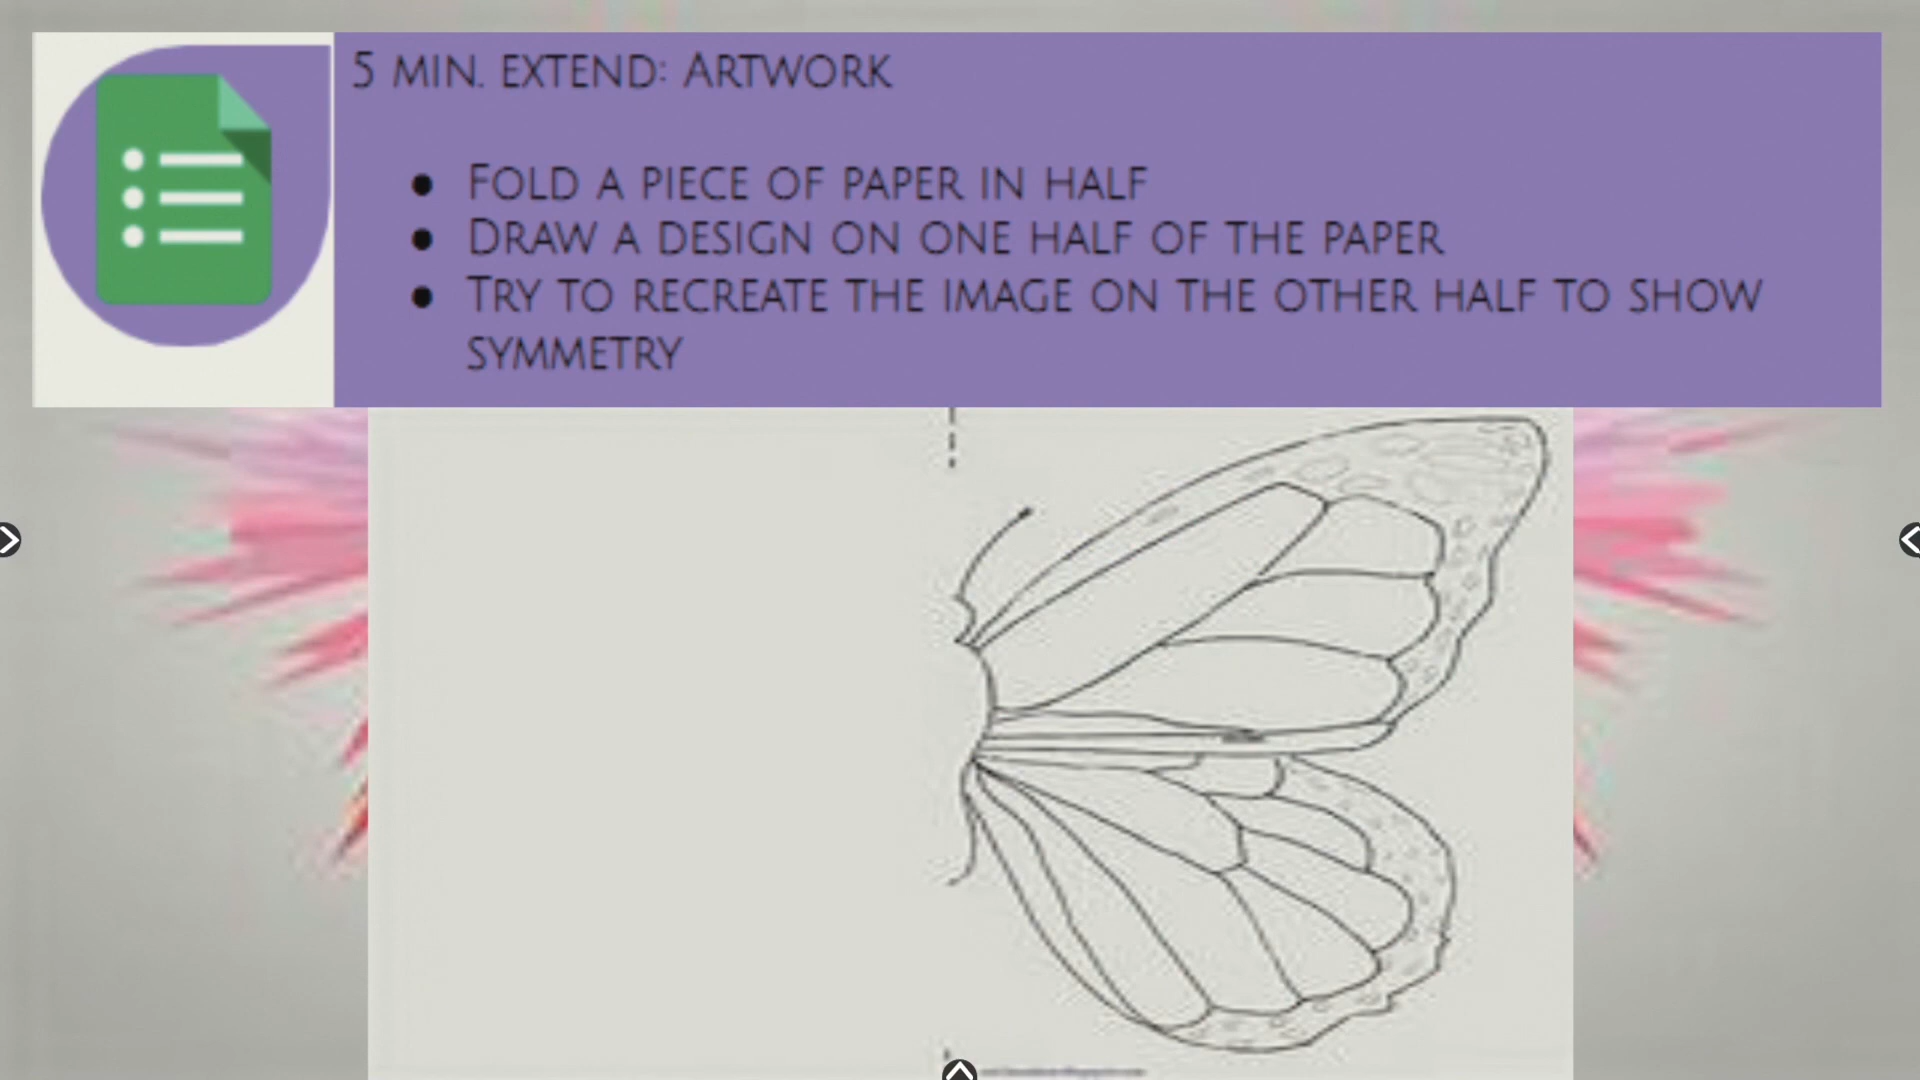 5 MIN. EXTEND: ARTWORK
● FOLD A PIECE OF PAPER IN HALF
● DRAW A DESIGN ON ONE HALF OF THE PAPER
● TRY TO RECREATE THE IMAGE ON THE OTHER HALF TO SHOW
SYMMETRY